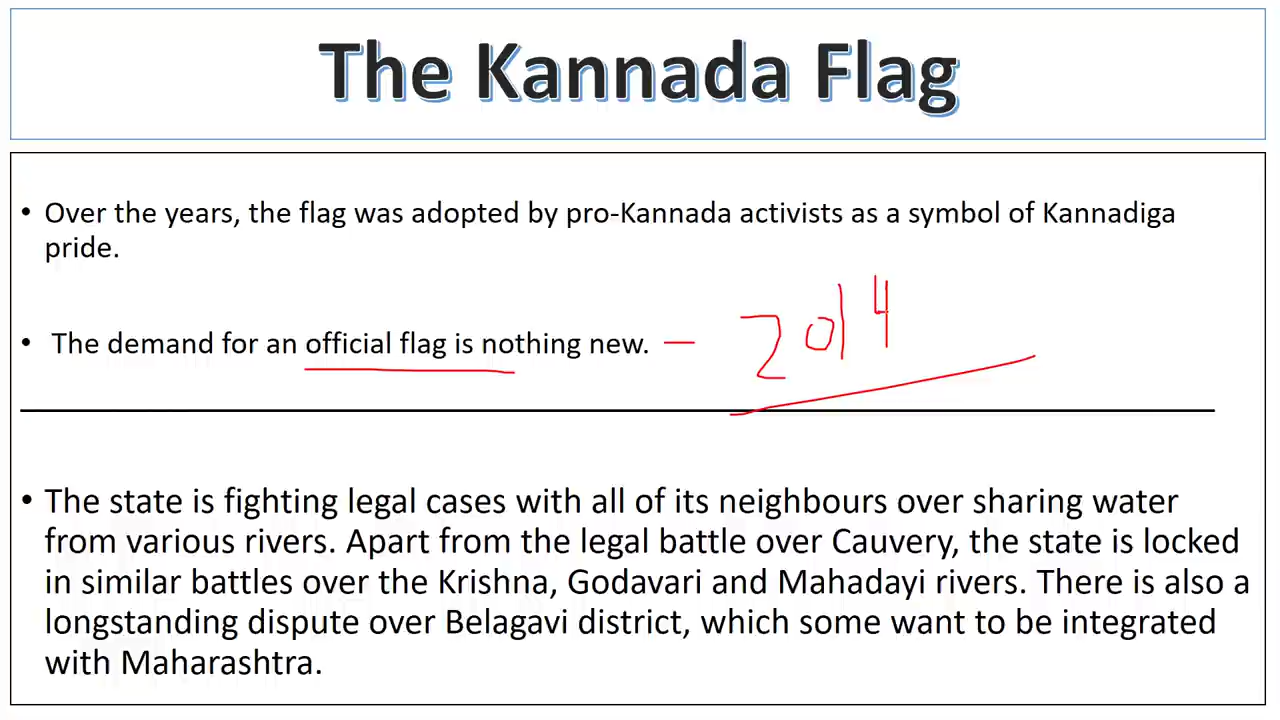 The Kannada Flag
• Over the years, the flag was adopted by pro-Kannada activists as a symbol of Kannadiga
pride.
• The demand for an official flag is nothing new. — 2014
• The state is fighting legal cases with all of its neighbours over sharing water
from various rivers. Apart from the legal battle over Cauvery, the state is locked
in similar battles over the Krishna, Godavari and Mahadayi rivers. There is also a
longstanding dispute over Belagavi district, which some want to be integrated
with Maharashtra.